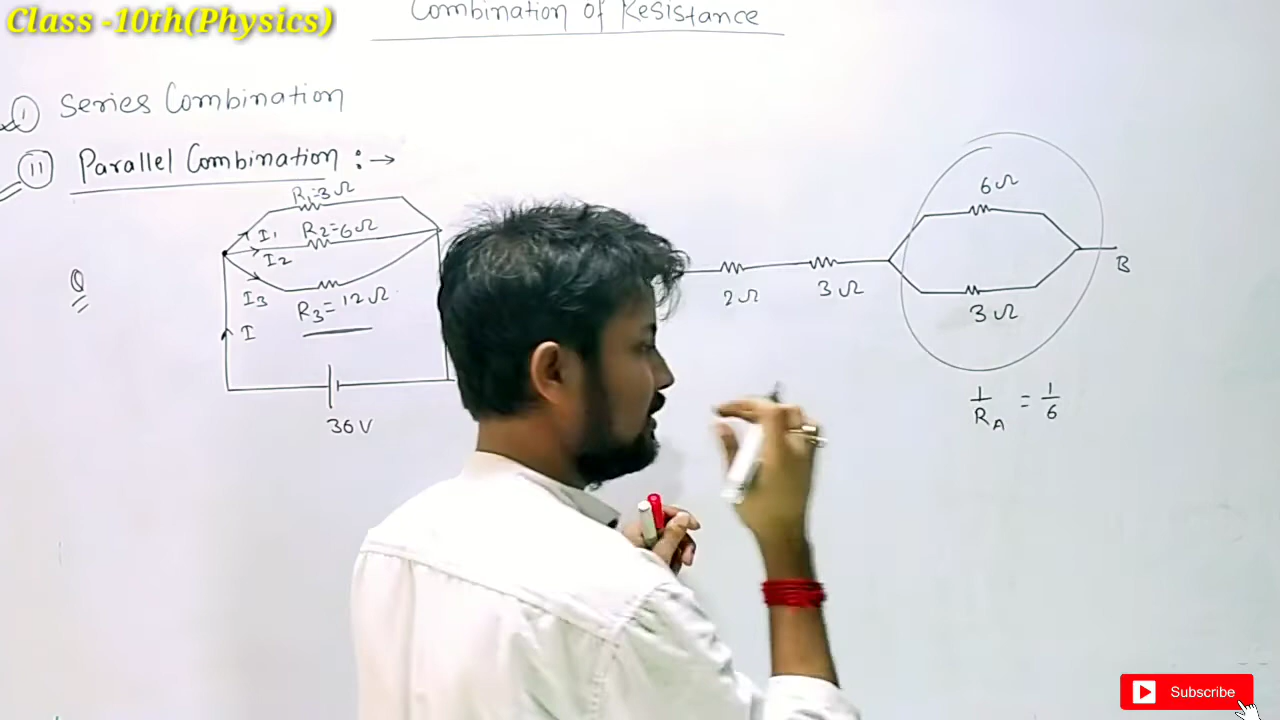 Class -10th(Physics)
Combination of Resistance
I Series Combination
II Parallel Combination : →
R₁=3Ω
I₁ R₂=6Ω
I₂
I₃ R₃=12Ω
I
36V
Q
2Ω
3Ω
6Ω
3Ω
B
1/R_A = 1/6
Subscribe